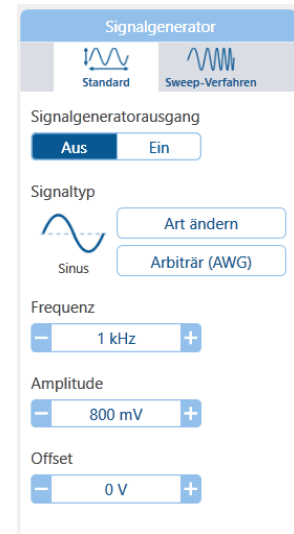 Signalgenerator
Standard Sweep-Verfahren
Signalgeneratorausgang
Aus Ein
Signaltyp
Art ändern
Sinus Arbiträr (AWG)
Frequenz
− 1 kHz +
Amplitude
− 800 mV +
Offset
− 0 V +